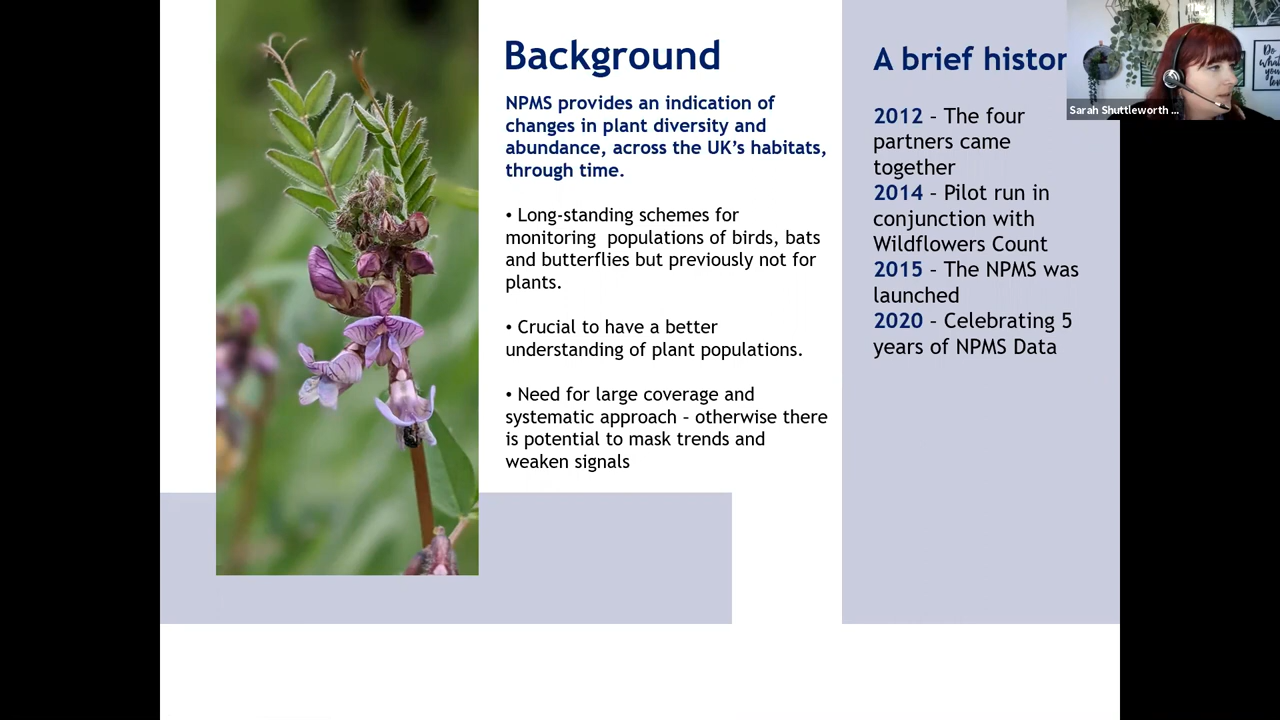 Background
NPMS provides an indication of
changes in plant diversity and
abundance, across the UK's habitats,
through time.
• Long-standing schemes for
monitoring  populations of birds, bats
and butterflies but previously not for
plants.
• Crucial to have a better
understanding of plant populations.
• Need for large coverage and
systematic approach – otherwise there
is potential to mask trends and
weaken signals
A brief histor
2012 – The four
partners came
together
2014 – Pilot run in
conjunction with
Wildflowers Count
2015 – The NPMS was
launched
2020 – Celebrating 5
years of NPMS Data
Do
what
you
Sarah Shuttleworth ...